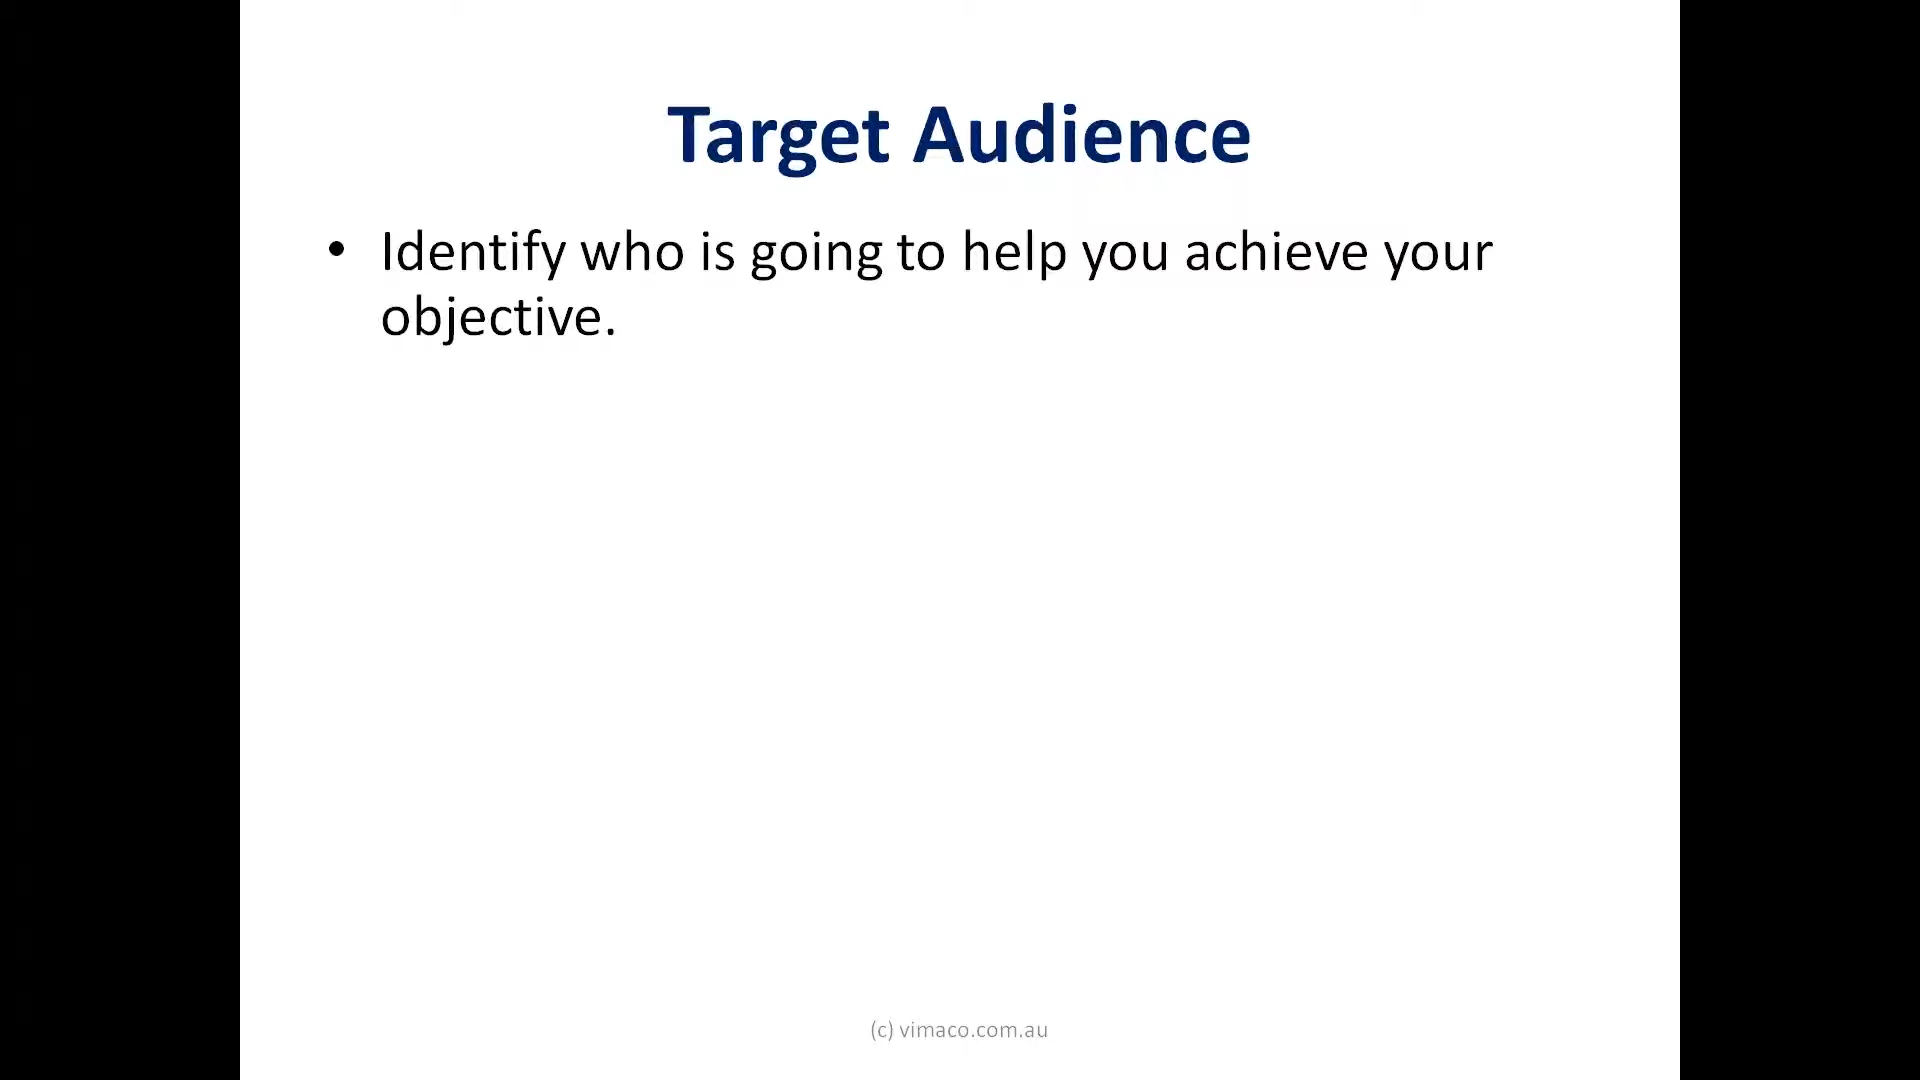 Target Audience
• Identify who is going to help you achieve your
objective.
(c) vimaco.com.au